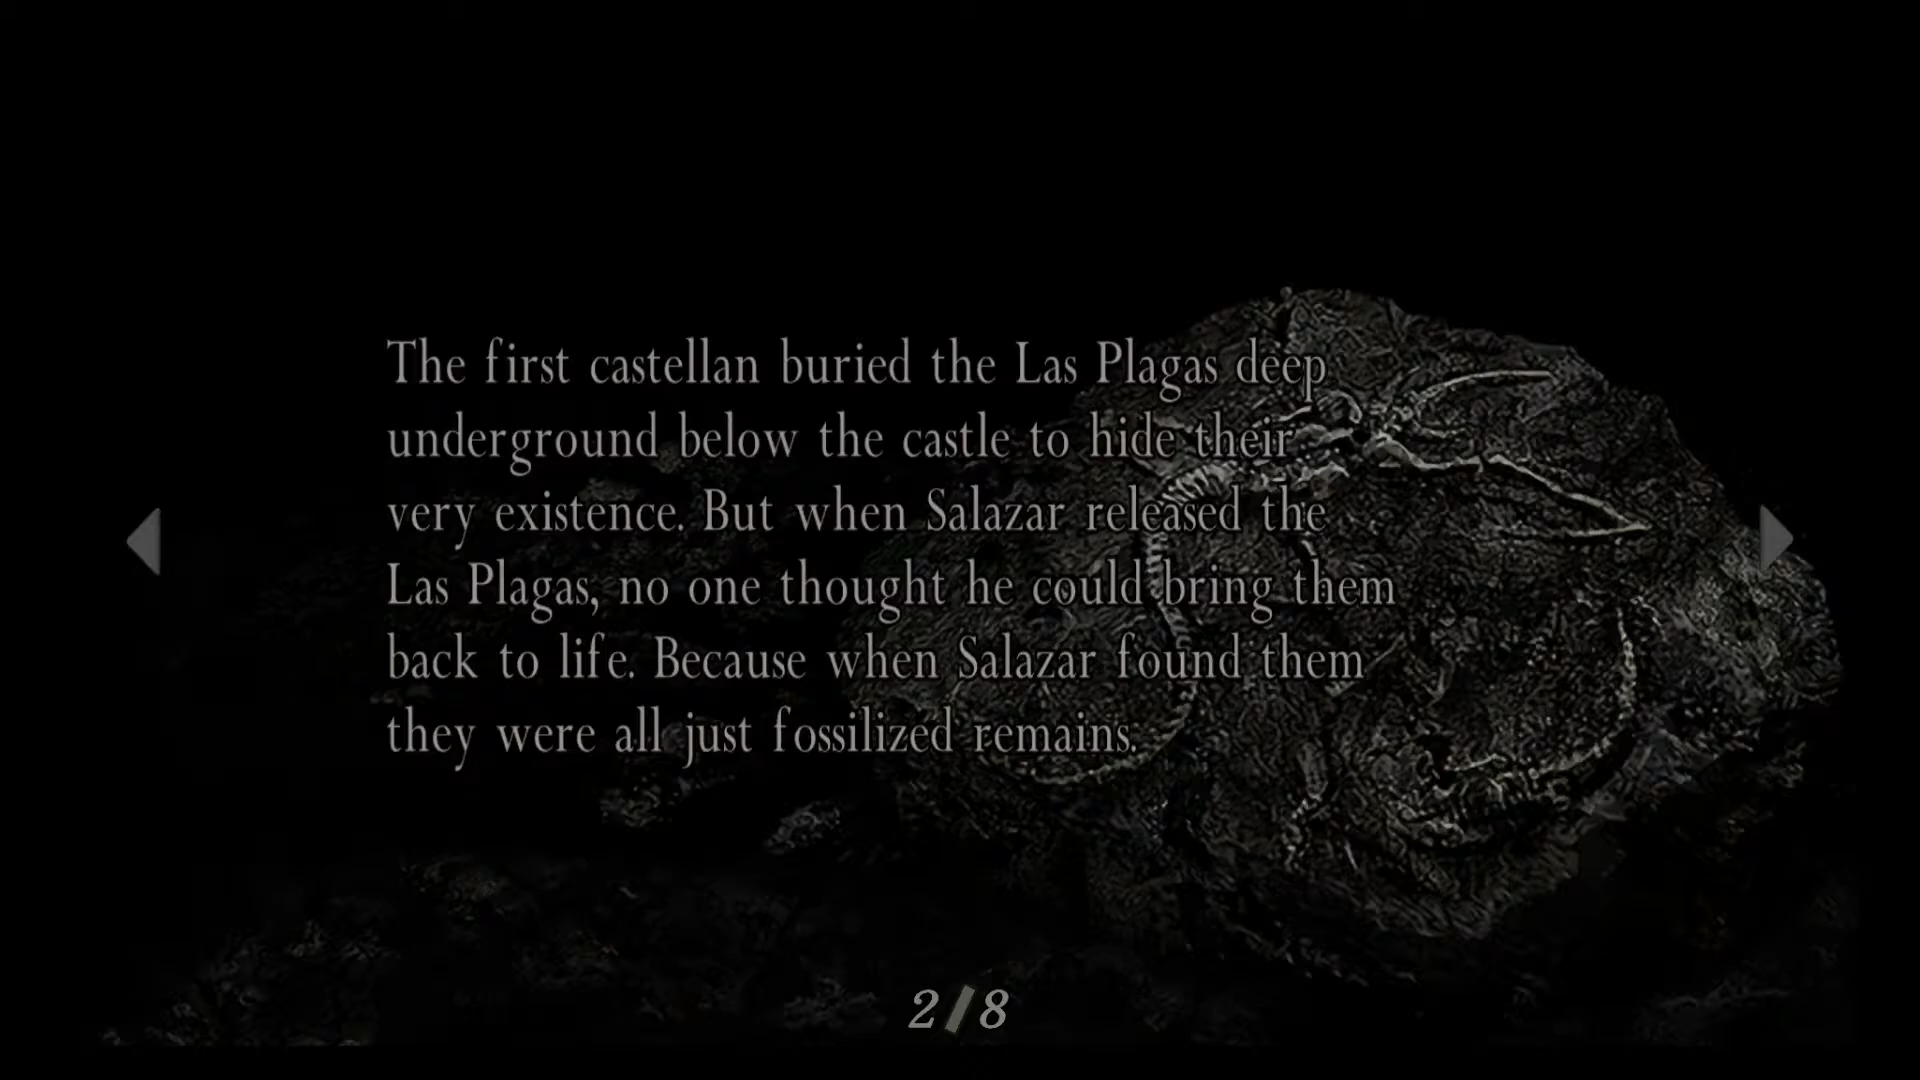 The first castellan buried the Las Plagas deep
underground below the castle to hide their
very existence. But when Salazar released the
Las Plagas, no one thought he could bring them
back to life. Because when Salazar found them
they were all just fossilized remains.
2/8